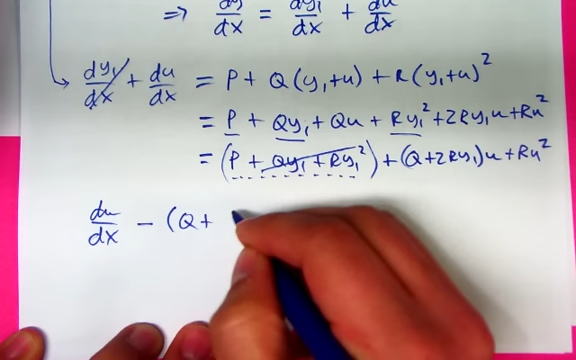 ⇒ dy/dx = dy₁/dx + du/dx
dy₁/dx + du/dx = P + Q(y₁+u) + R(y₁+u)²
= P + Qy₁ + Qu + Ry₁² + 2Ry₁u + Ru²
= (P + Qy₁ + Ry₁²) + (Q + 2Ry₁)u + Ru²
du/dx − (Q +